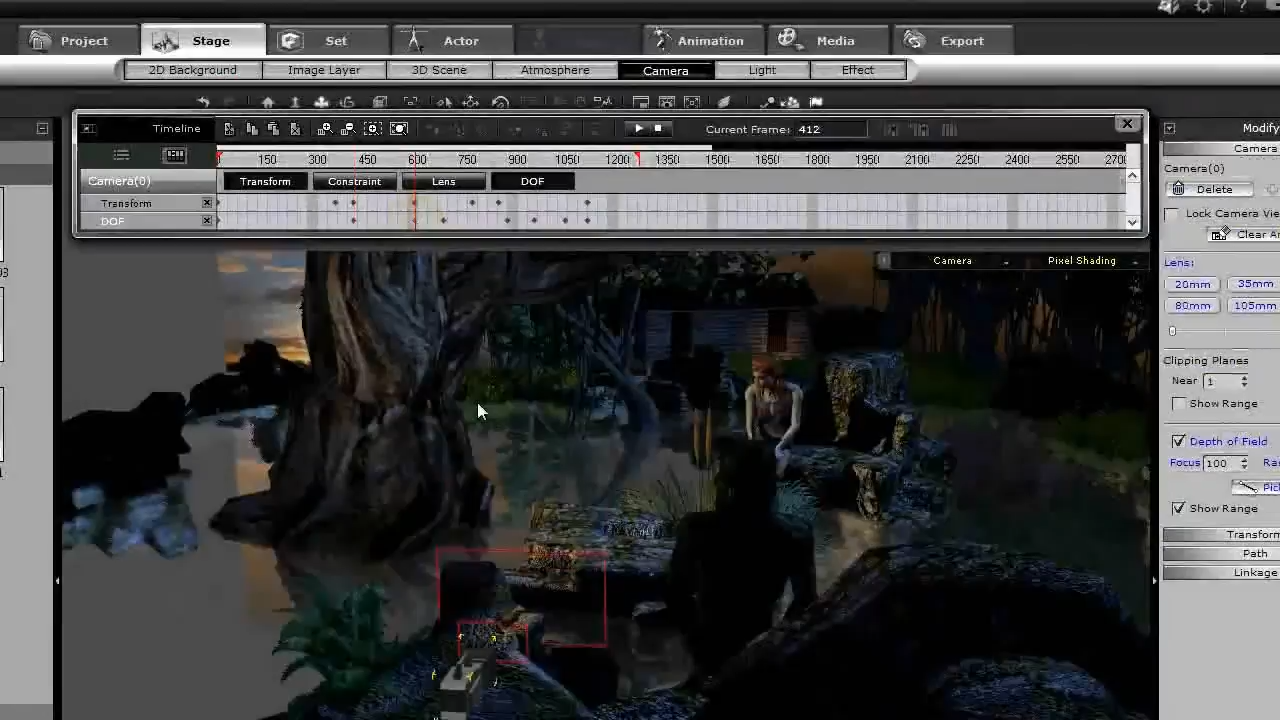 Project Stage Set Actor Animation Media Export
2D Background Image Layer 3D Scene Atmosphere Camera Light Effect
Timeline Current Frame: 412
150 300 450 600 750 900 1050 1200 1350 1500 1650 1800 1950 2100 2250 2400 2550 270
Camera(0) Transform Constraint Lens DOF
Transform
DOF
Camera Pixel Shading
Modify
Camera
Camera(0)
Delete
Lock Camera Vie
Clear An
Lens:
20mm 35mm
80mm 105mm
Clipping Planes
Near 1
Show Range
Depth of Field
Focus 100 Ra
Pic
Show Range
Transform
Path
Linkage